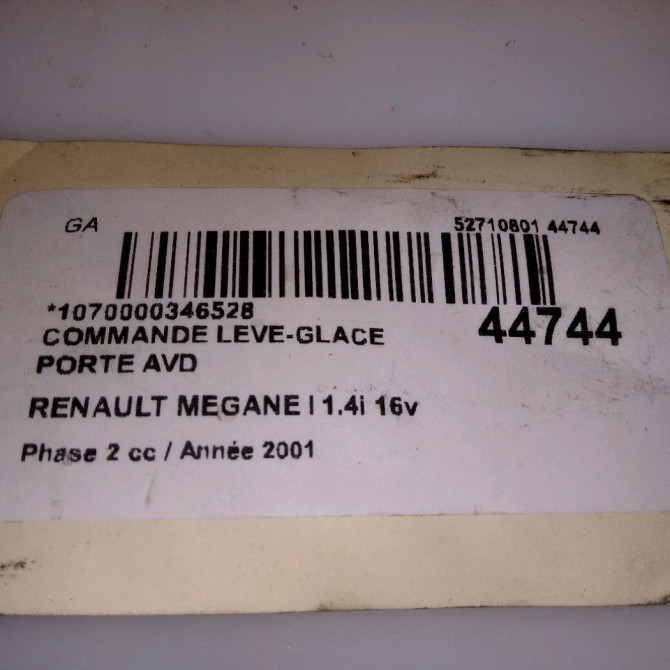 GA
52710801 44744
*1070000346528
44744
COMMANDE LEVE-GLACE
PORTE AVD
RENAULT MEGANE I 1.4i 16v
Phase 2 cc / Année 2001